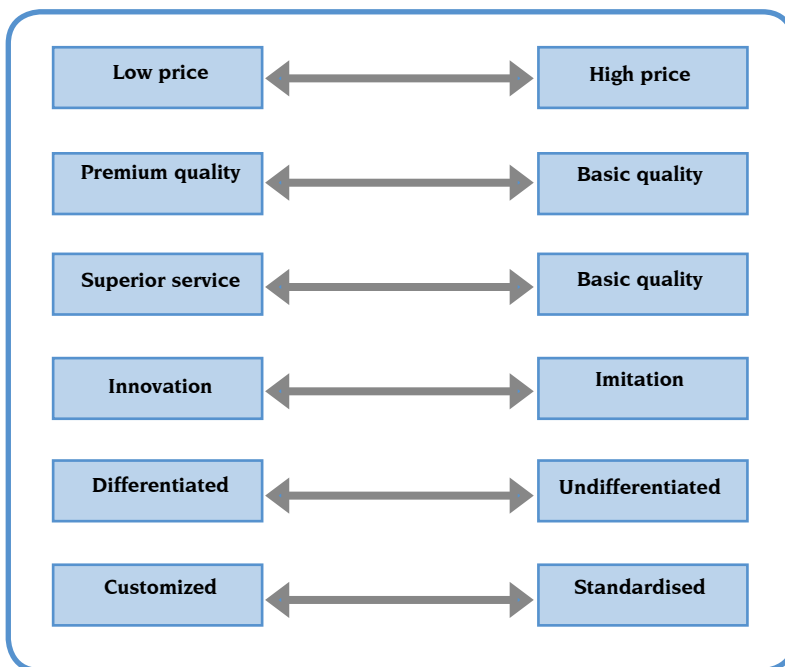 Low price
High price
Premium quality
Basic quality
Superior service
Basic quality
Innovation
Imitation
Differentiated
Undifferentiated
Customized
Standardised